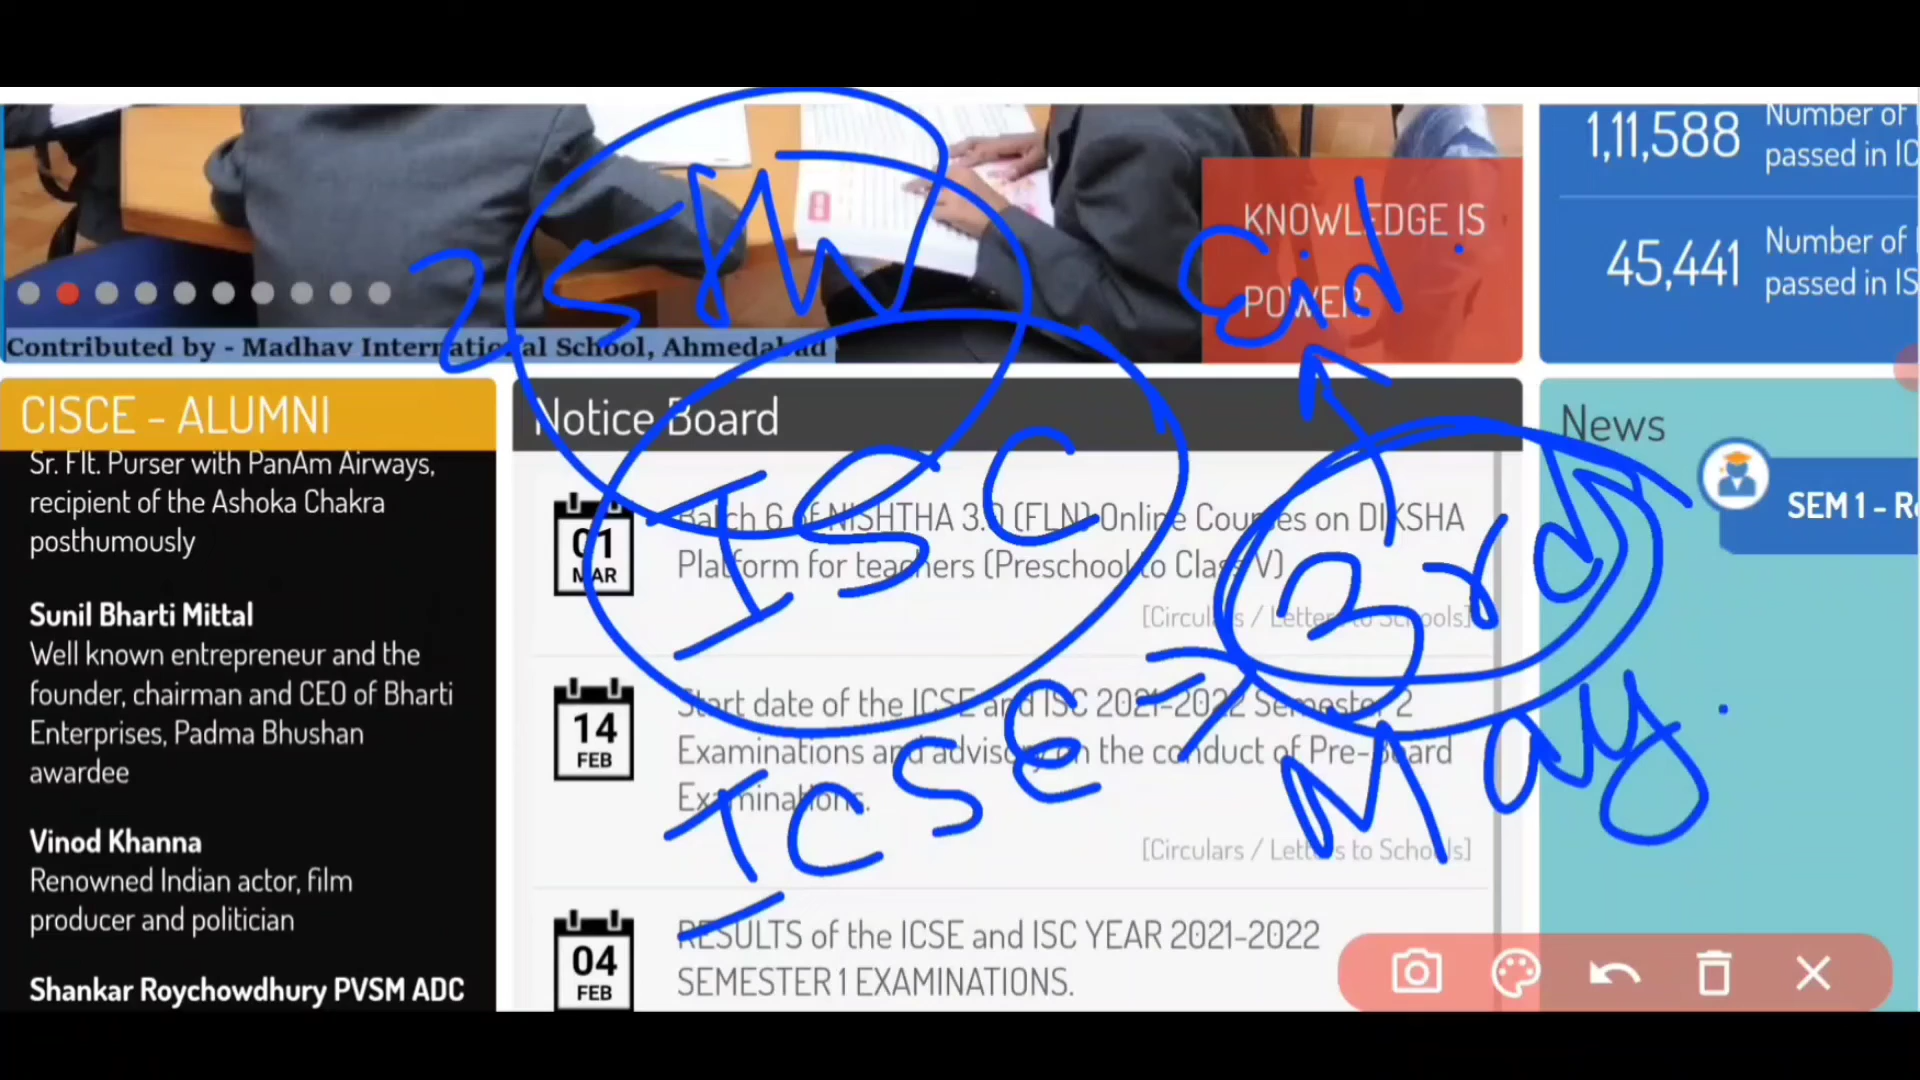 1,11,588
Number of
passed in IC
45,441
Number of
passed in IS
KNOWLEDGE IS
POWER
Eid.
Contributed by - Madhav International School, Ahmedabad
CISCE - ALUMNI
Sr. Flt. Purser with PanAm Airways,
recipient of the Ashoka Chakra
posthumously
Sunil Bharti Mittal
Well known entrepreneur and the
founder, chairman and CEO of Bharti
Enterprises, Padma Bhushan
awardee
Vinod Khanna
Renowned Indian actor, film
producer and politician
Shankar Roychowdhury PVSM ADC
Notice Board
01
MAR
Batch 6 of NISHTHA 3.0 (FLN) Online Courses on DIKSHA
Platform for teachers (Preschool to Class V)
[Circulars / Letters to Schools]
14
FEB
Start date of the ICSE and ISC 2021-2022 Semester 2
Examinations and advisory on the conduct of Pre-Board
Examinations.
[Circulars / Letters to Schools]
04
FEB
RESULTS of the ICSE and ISC YEAR 2021-2022
SEMESTER 1 EXAMINATIONS.
ISC
ICSE
3rd
May.
News
SEM 1 - Re